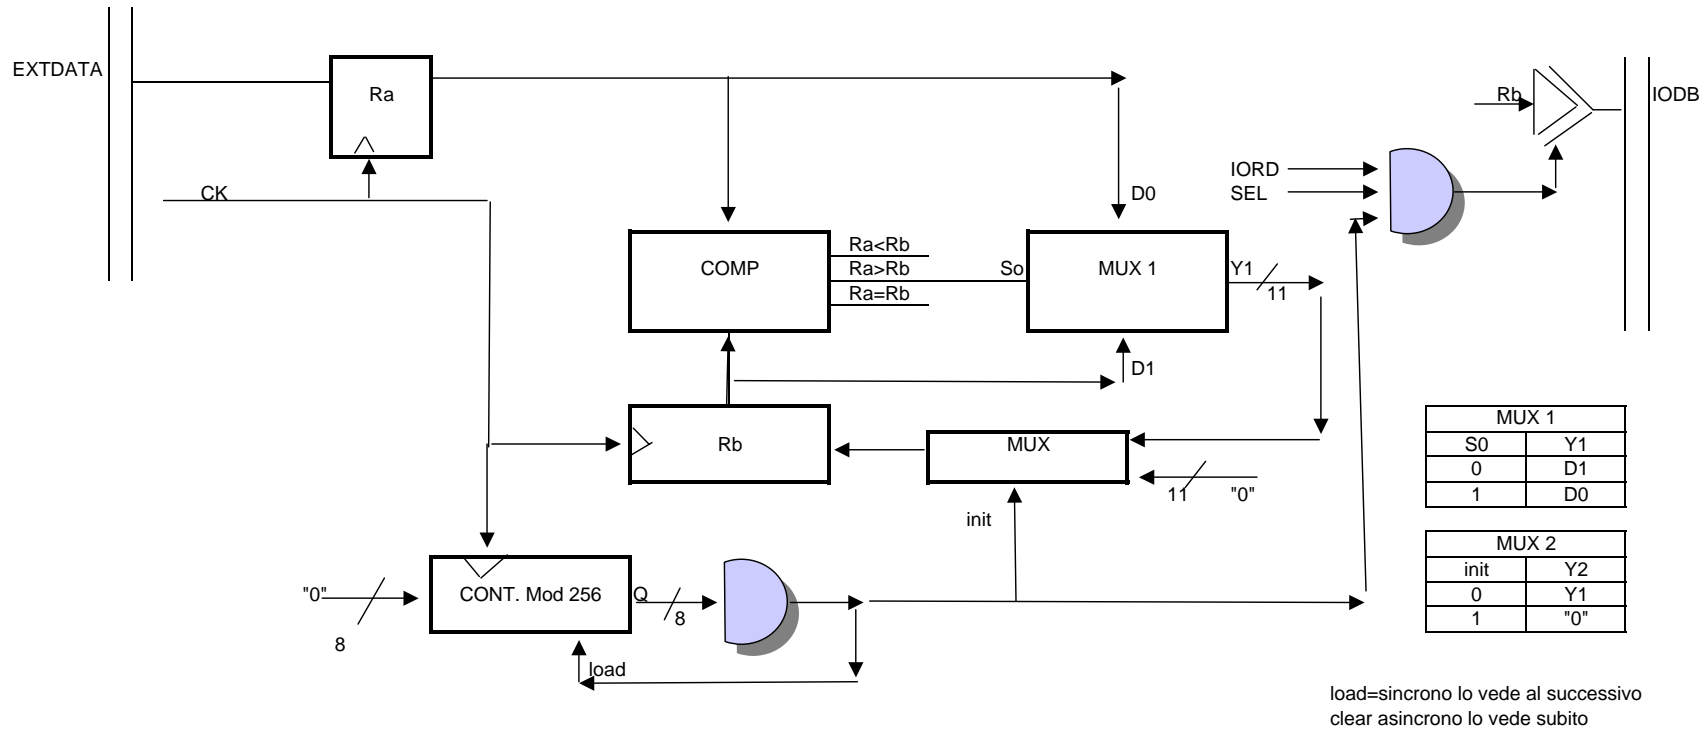 EXTDATA
Ra
Rb
IODB
CK
IORD
SEL
D0
COMP
Ra<Rb
Ra>Rb
Ra=Rb
So
MUX 1
Y1
11
D1
Rb
MUX
11
"0"
init
"0"
8
CONT. Mod 256
Q
8
load
MUX 1
S0 Y1
0 D1
1 D0
MUX 2
init Y2
0 Y1
1 "0"
load=sincrono lo vede al successivo
clear asincrono lo vede subito